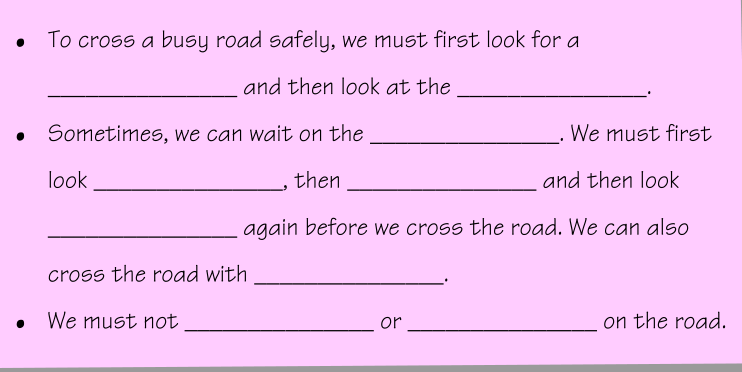 • To cross a busy road safely, we must first look for a
_______________ and then look at the _______________.
• Sometimes, we can wait on the _______________. We must first
look _______________, then _______________ and then look
_______________ again before we cross the road. We can also
cross the road with _______________.
• We must not _______________ or _______________ on the road.